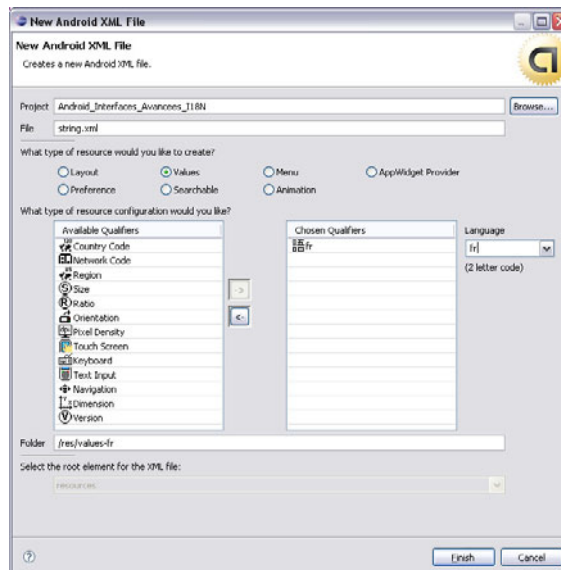 New Android XML File
New Android XML File
Creates a new Android XML file.
Project Android_Interfaces_Avancees_I18N Browse...
File string.xml
What type of resource would you like to create?
Layout Values Menu AppWidget Provider
Preference Searchable Animation
What type of resource configuration would you like?
Available Qualifiers Chosen Qualifiers Language
Country Code fr fr
Network Code (2 letter code)
Region
Size
Ratio
->
Orientation
<-
Pixel Density
Touch Screen
Keyboard
Text Input
Navigation
Dimension
Version
Folder /res/values-fr
Select the root element for the XML file:
resources
Finish Cancel